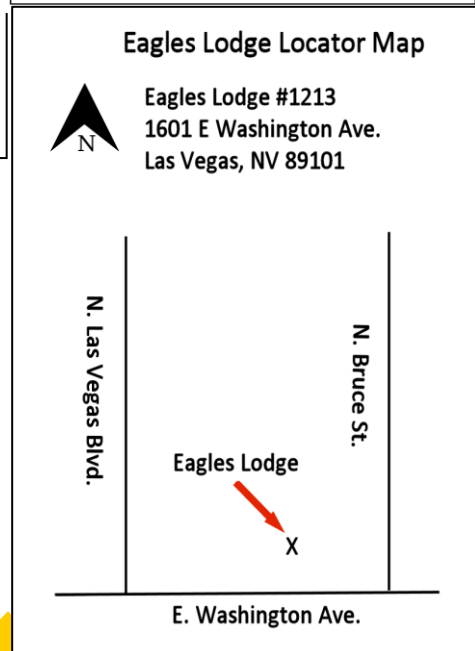 Eagles Lodge Locator Map
N
Eagles Lodge #1213
1601 E Washington Ave.
Las Vegas, NV 89101
N. Las Vegas Blvd.
N. Bruce St.
Eagles Lodge
X
E. Washington Ave.